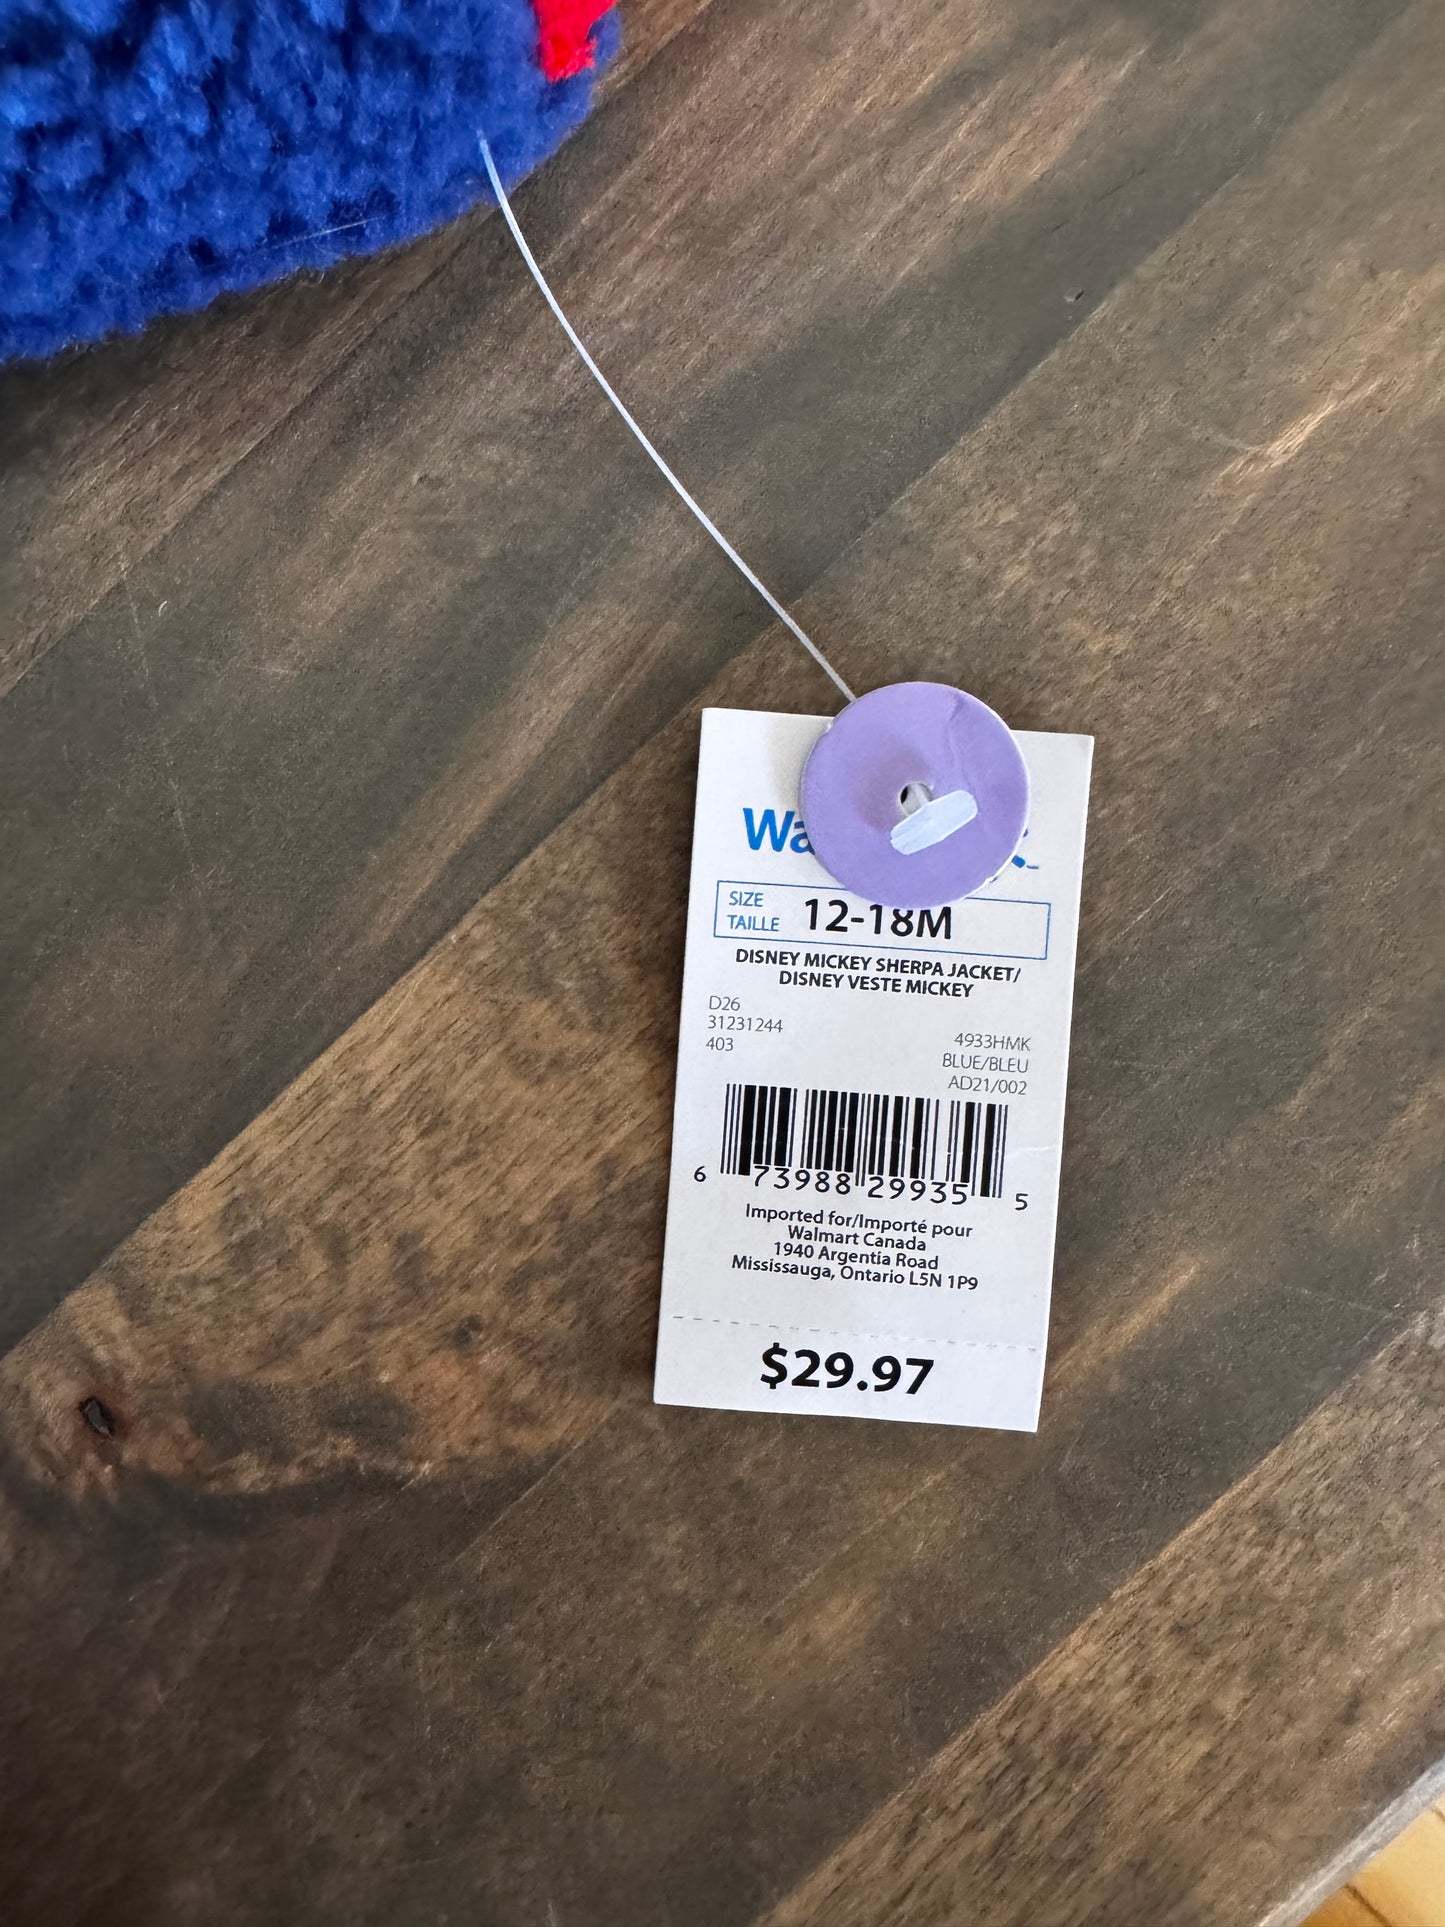 SIZE
TAILLE 12-18M
DISNEY MICKEY SHERPA JACKET/
DISNEY VESTE MICKEY
D26
31231244
403
4933HMK
BLUE/BLEU
AD21/002
6 73988 29935 5
Imported for/Importé pour
Walmart Canada
1940 Argentia Road
Mississauga, Ontario L5N 1P9
$29.97